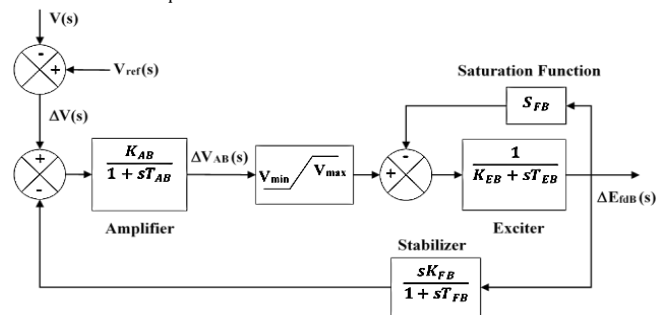 V(s)
-
+
V_ref(s)
Saturation Function
S_FB
ΔV(s)
+
-
K_AB
1 + sT_AB
ΔV_AB(s)
V_min
V_max
-
+
1
K_EB + sT_EB
ΔE_fdB(s)
Amplifier
Exciter
Stabilizer
sK_FB
1 + sT_FB